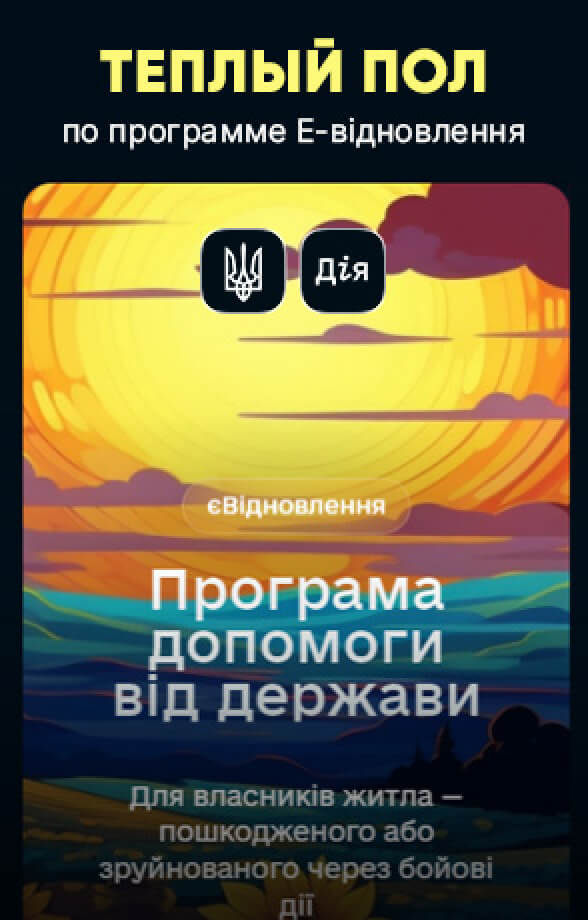 ТЕПЛЫЙ ПОЛ
по программе Е-відновлення
Дія
єВідновлення
Програма
допомоги
від держави
Для власників житла —
пошкодженого або
зруйнованого через бойові
дії